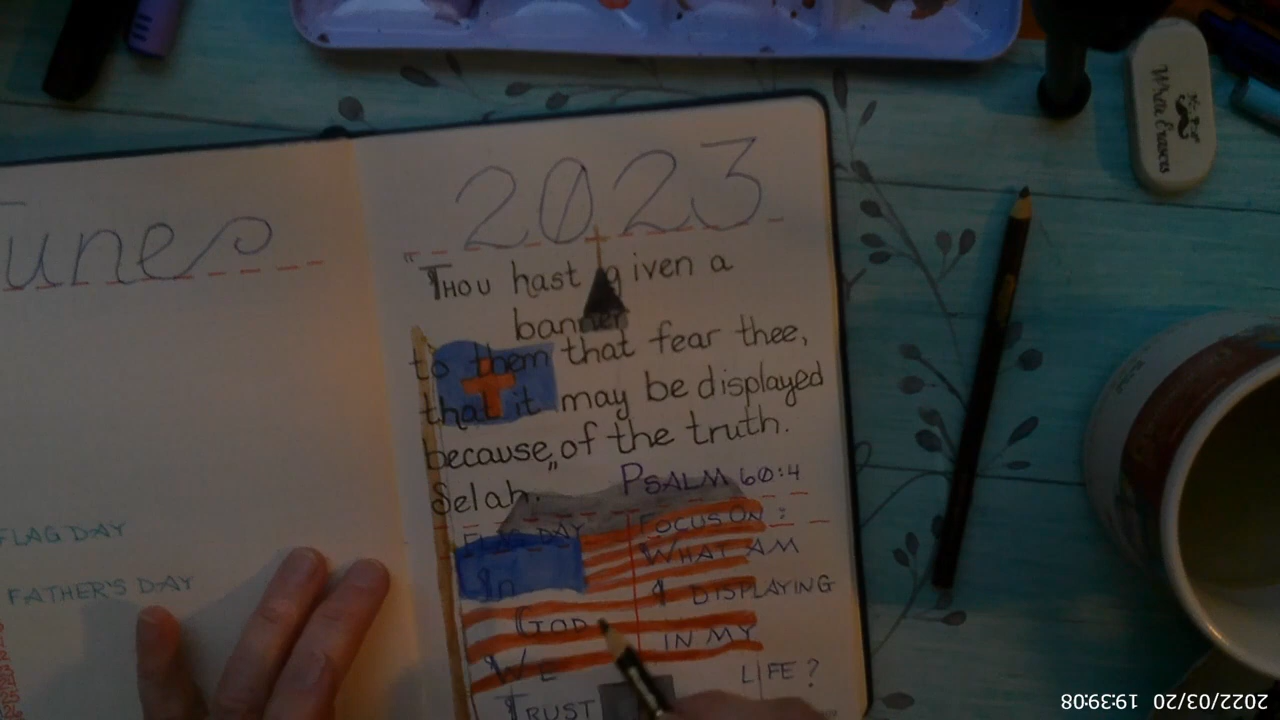 June
FLAG DAY
FATHER'S DAY
2023
"Thou hast given a
banner
to them that fear thee,
that it may be displayed
because„ of the truth.
Selah.
PSALM 60:4
FLAG DAY
In
GOD
WE
TRUST
FOCUS ON:
WHAT AM
I DISPLAYING
IN MY
LIFE?
White Erasers
2022/03/20 19:39:08